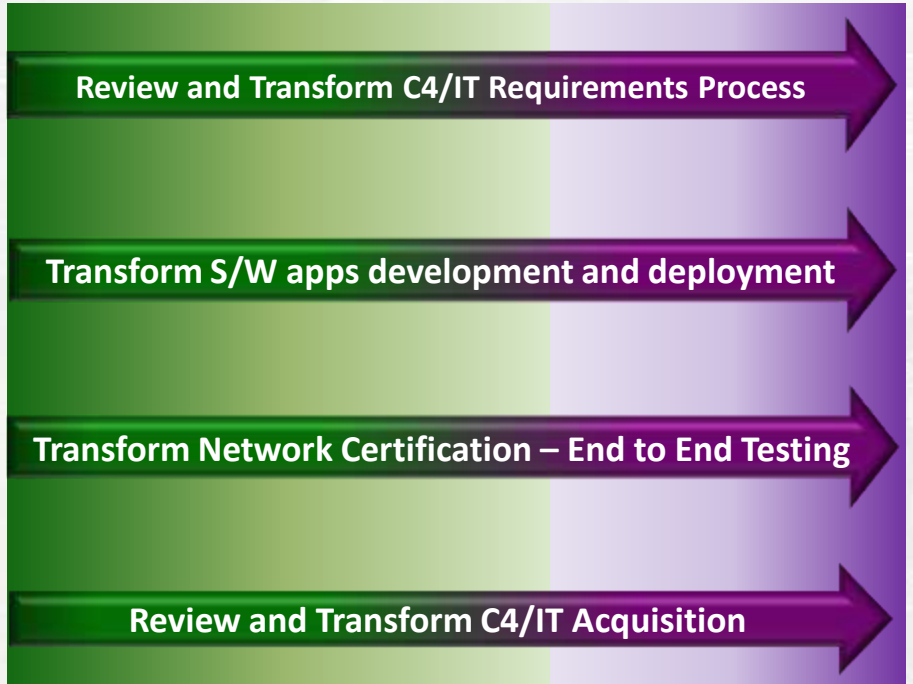 Review and Transform C4/IT Requirements Process
Transform S/W apps development and deployment
Transform Network Certification – End to End Testing
Review and Transform C4/IT Acquisition